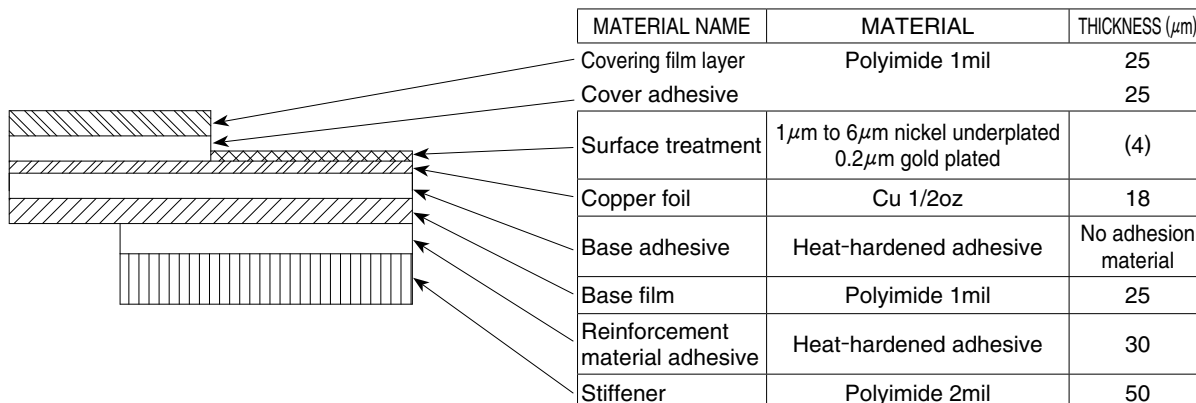 MATERIAL NAME MATERIAL THICKNESS (μm)
Covering film layer Polyimide 1mil 25
Cover adhesive 25
Surface treatment 1μm to 6μm nickel underplated
0.2μm gold plated (4)
Copper foil Cu 1/2oz 18
Base adhesive Heat-hardened adhesive No adhesion
material
Base film Polyimide 1mil 25
Reinforcement
material adhesive Heat-hardened adhesive 30
Stiffener Polyimide 2mil 50